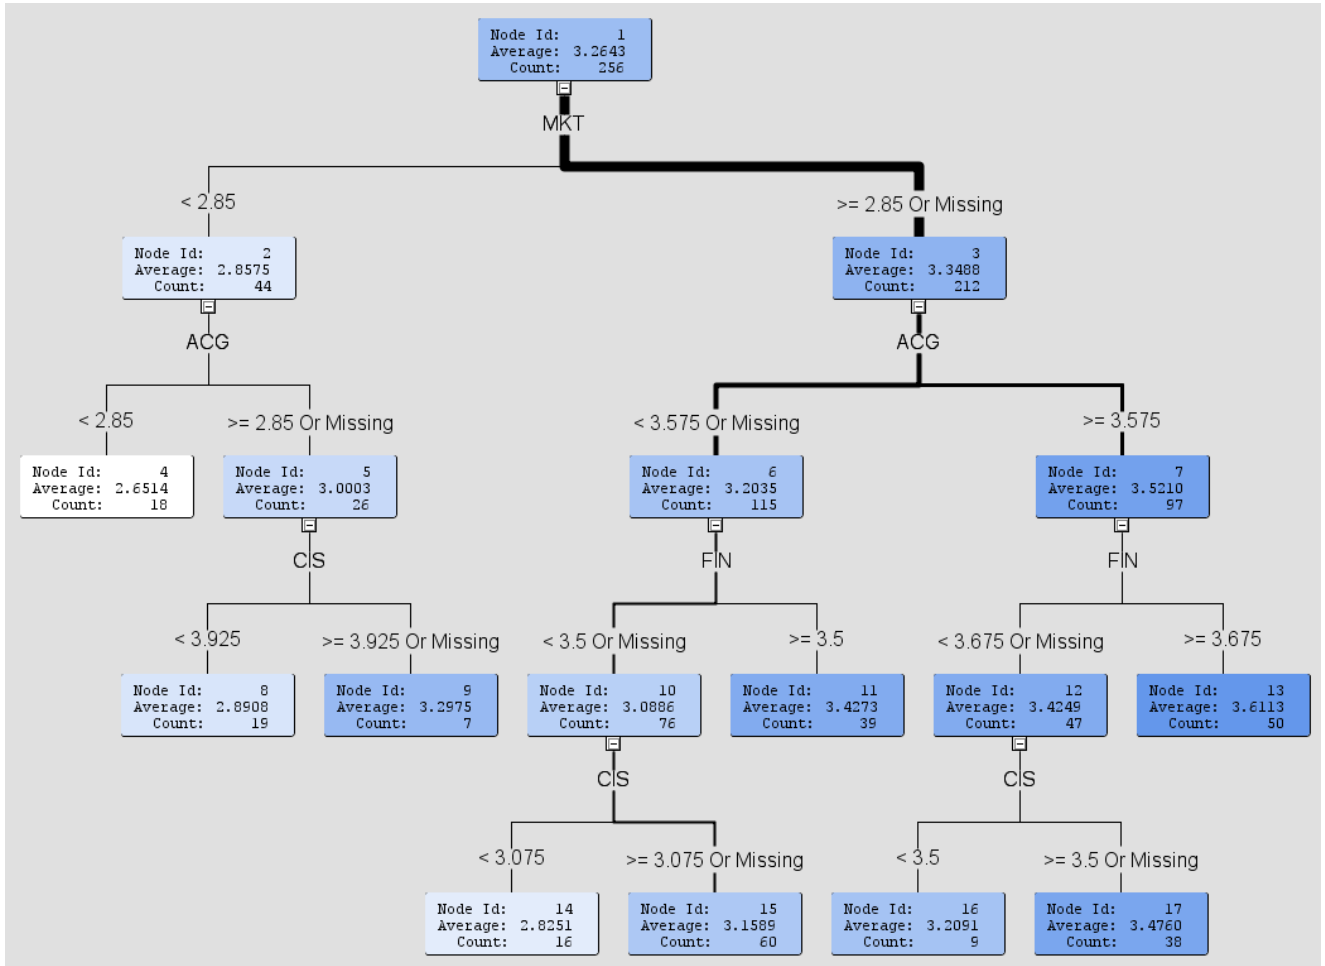 Node Id: 1
Average: 3.2643
Count: 256
MKT
< 2.85
>= 2.85 Or Missing
Node Id: 2
Average: 2.8575
Count: 44
Node Id: 3
Average: 3.3488
Count: 212
ACG
ACG
< 2.85
>= 2.85 Or Missing
< 3.575 Or Missing
>= 3.575
Node Id: 4
Average: 2.6514
Count: 18
Node Id: 5
Average: 3.0003
Count: 26
Node Id: 6
Average: 3.2035
Count: 115
Node Id: 7
Average: 3.5210
Count: 97
CIS
FIN
FIN
< 3.925
>= 3.925 Or Missing
< 3.5 Or Missing
>= 3.5
< 3.675 Or Missing
>= 3.675
Node Id: 8
Average: 2.8908
Count: 19
Node Id: 9
Average: 3.2975
Count: 7
Node Id: 10
Average: 3.0886
Count: 76
Node Id: 11
Average: 3.4273
Count: 39
Node Id: 12
Average: 3.4249
Count: 47
Node Id: 13
Average: 3.6113
Count: 50
CIS
CIS
< 3.075
>= 3.075 Or Missing
< 3.5
>= 3.5 Or Missing
Node Id: 14
Average: 2.8251
Count: 16
Node Id: 15
Average: 3.1589
Count: 60
Node Id: 16
Average: 3.2091
Count: 9
Node Id: 17
Average: 3.4760
Count: 38